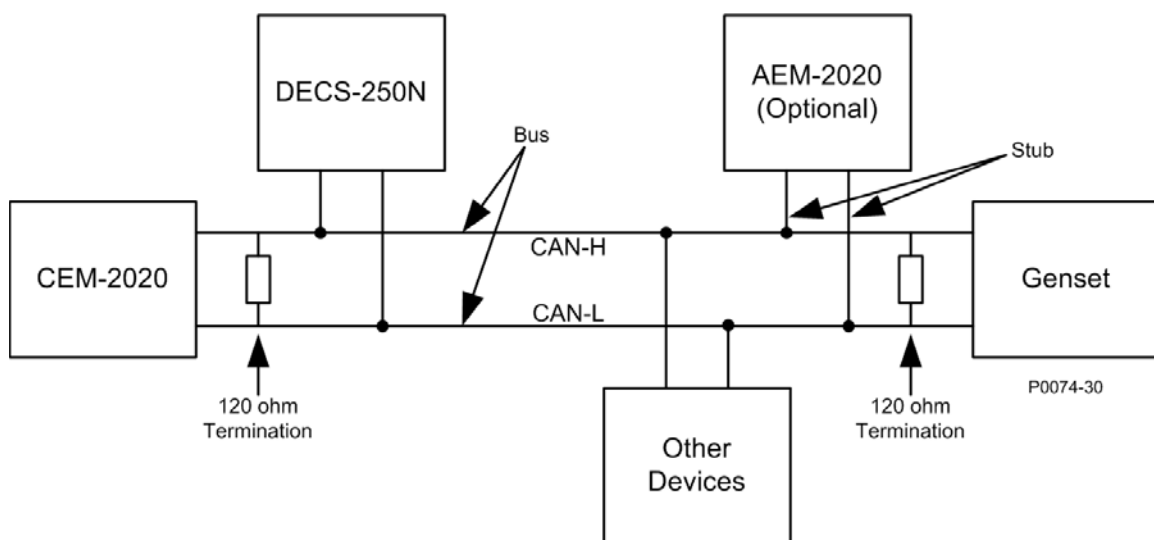 DECS-250N
AEM-2020
(Optional)
Bus
Stub
CEM-2020
CAN-H
Genset
CAN-L
P0074-30
120 ohm
Termination
120 ohm
Termination
Other
Devices